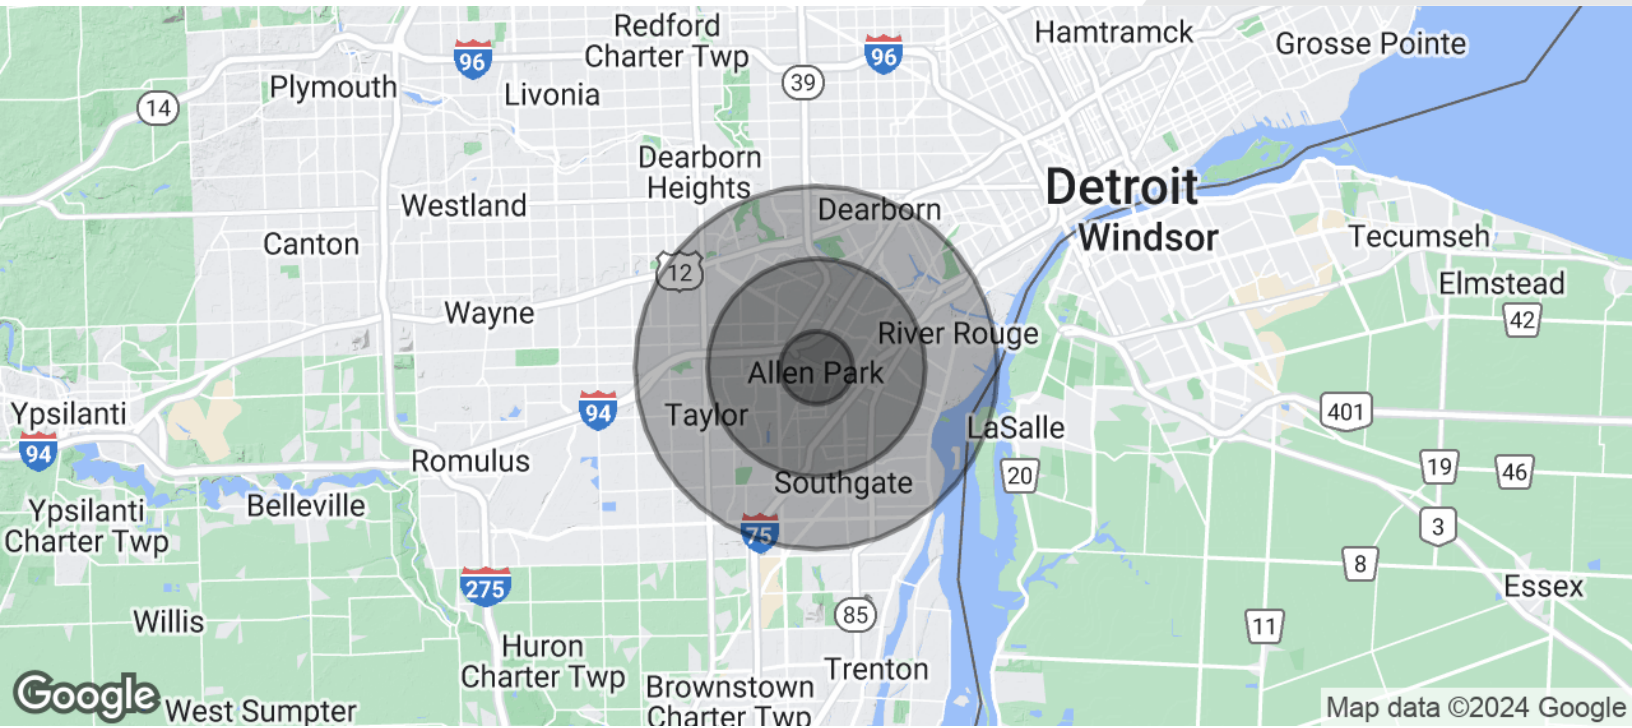 Redford
Charter Twp
Hamtramck
Grosse Pointe
96
96
39
Plymouth
Livonia
14
Dearborn
Heights
Detroit
Westland
Dearborn
Windsor
Tecumseh
Canton
12
Elmstead
Wayne
42
River Rouge
Allen Park
Ypsilanti
94
Taylor
401
LaSalle
94
Romulus
19
46
20
Southgate
Belleville
Ypsilanti
Charter Twp
75
3
8
275
Essex
85
Willis
11
Huron
Charter Twp
Trenton
Brownstown
Charter Twp
Google
West Sumpter
Map data ©2024 Google